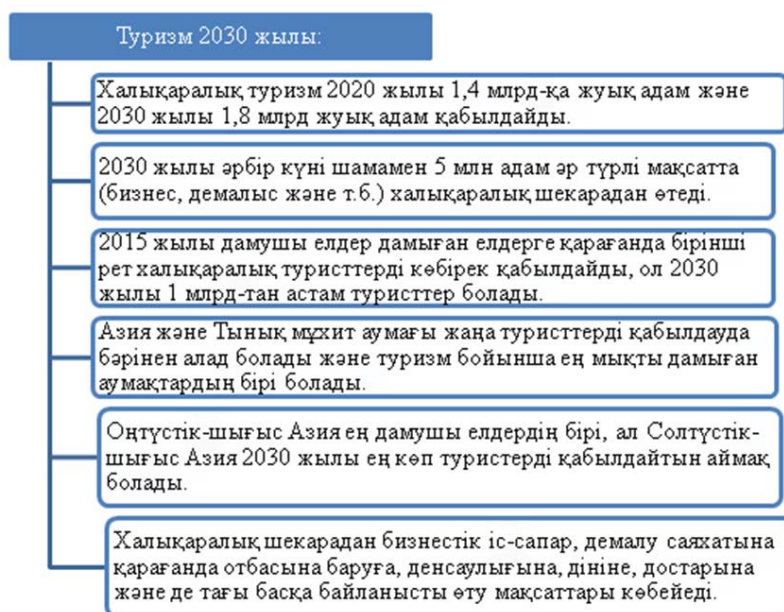 Туризм 2030 жылы:
Халықаралық туризм 2020 жылы 1,4 млрд-қа жуық адам және
2030 жылы 1,8 млрд жуық адам қабылдайды.
2030 жылы әрбір күні шамамен 5 млн адам әр түрлі мақсатта
(бизнес, демалыс және т.б.) халықаралық шекарадан өтеді.
2015 жылы дамушы елдер дамыған елдерге қарағанда бірінші
рет халықаралық туристтерді көбірек қабылдайды, ол 2030
жылы 1 млрд-тан астам туристтер болады.
Азия және Тынық мұхит аумағы жаңа туристтерді қабылдауда
бәрінен алад болады және туризм бойынша ең мықты дамыған
аумақтардың бірі болады.
Оңтүстік-шығыс Азия ең дамушы елдердің бірі, ал Солтүстік-
шығыс Азия 2030 жылы ең көп туристерді қабылдайтын аймақ
болады.
Халықаралық шекарадан бизнестік іс-сапар, демалу саяхатына
қарағанда отбасына баруға, денсаулығына, дініне, достарына
және де тағы басқа байланысты өту мақсаттары көбейеді.